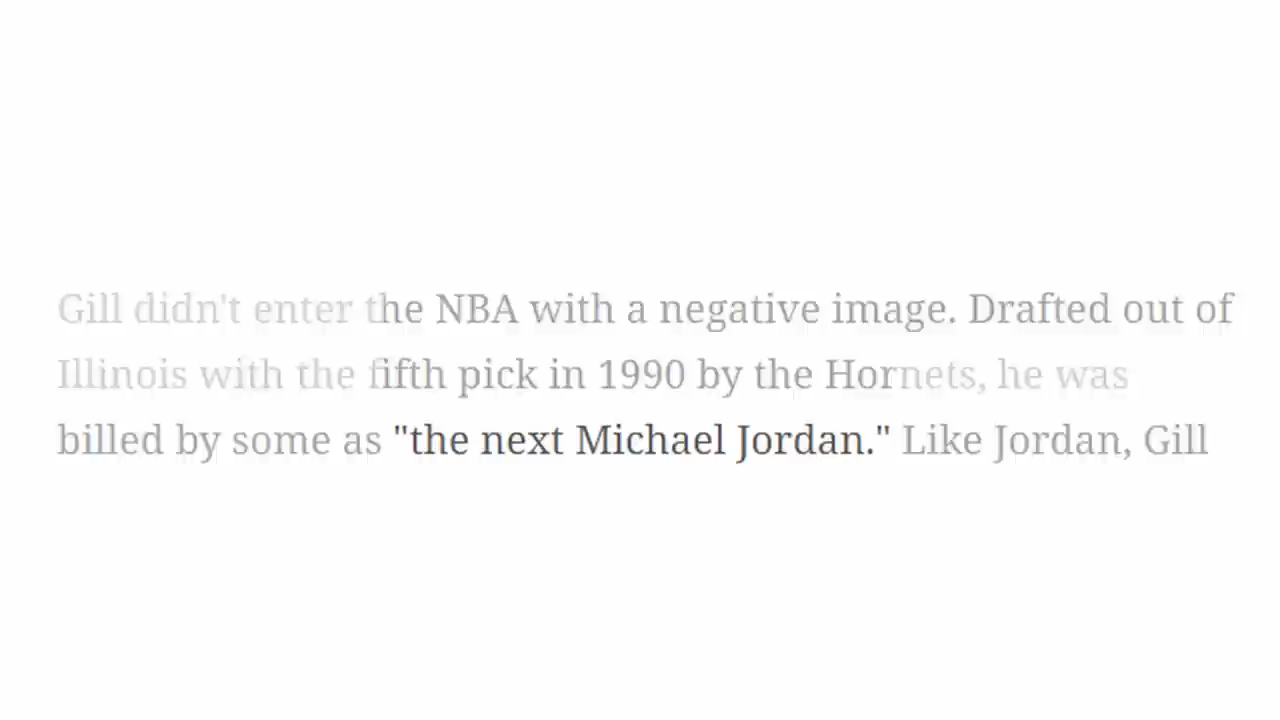 Gill didn't enter the NBA with a negative image. Drafted out of
Illinois with the fifth pick in 1990 by the Hornets, he was
billed by some as "the next Michael Jordan." Like Jordan, Gill